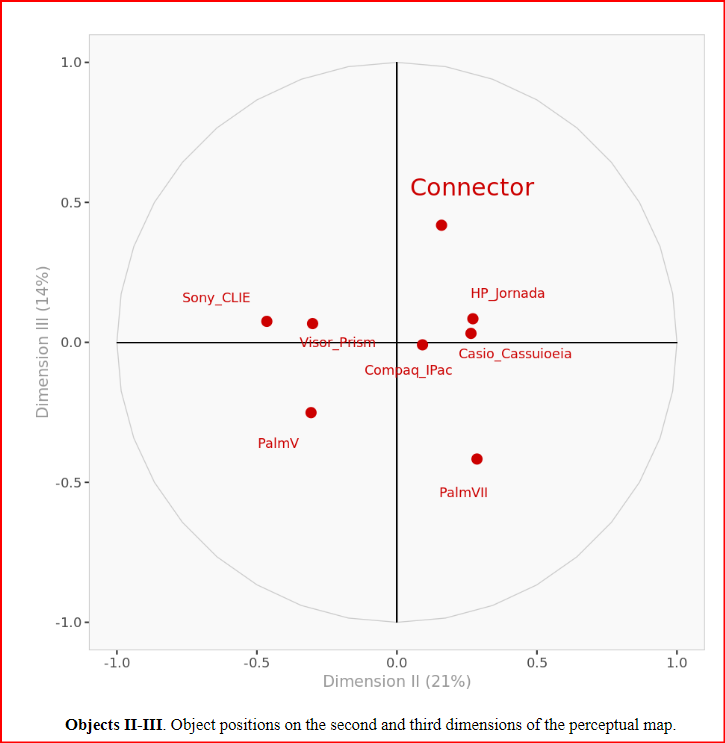 1.0
Connector
0.5
HP_Jornada
Sony_CLIE
Visor_Prism
0.0
Casio_Cassuioeia
Compaq_IPac
PalmV
PalmVII
-0.5
-1.0
Dimension III (14%)
-1.0 -0.5 0.0 0.5 1.0
Dimension II (21%)
Objects II-III. Object positions on the second and third dimensions of the perceptual map.